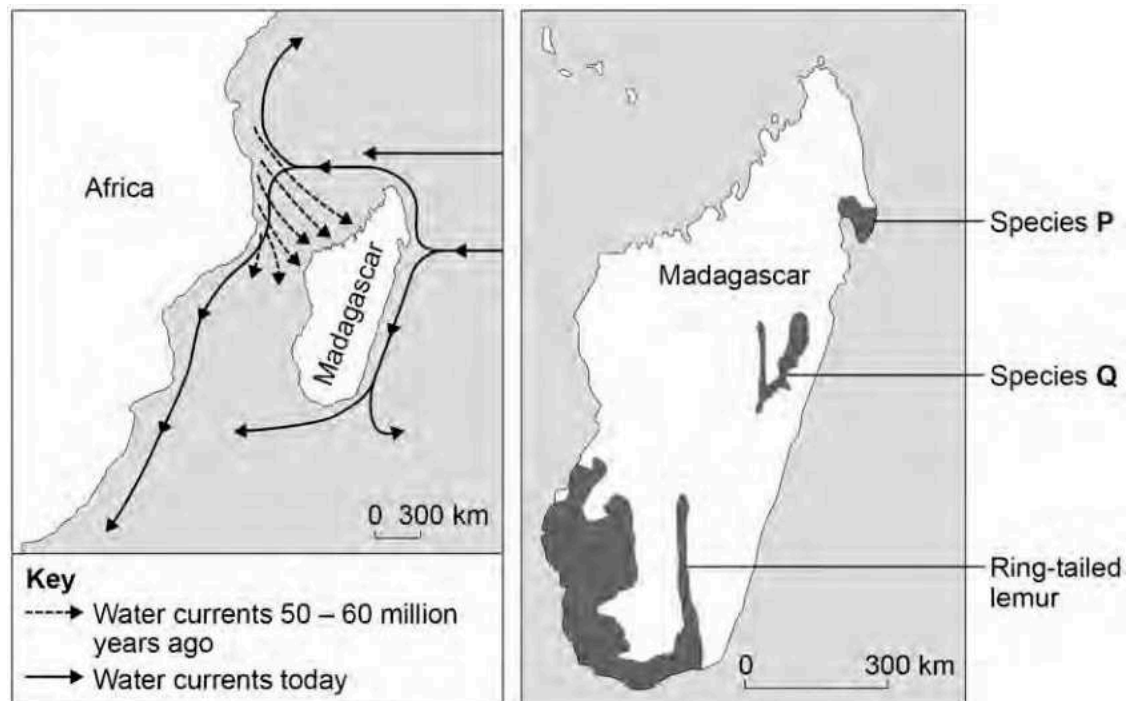 Africa
Madagascar
0 300 km
Key
Water currents 50 – 60 million
years ago
Water currents today
Madagascar
Species P
Species Q
Ring-tailed
lemur
0 300 km